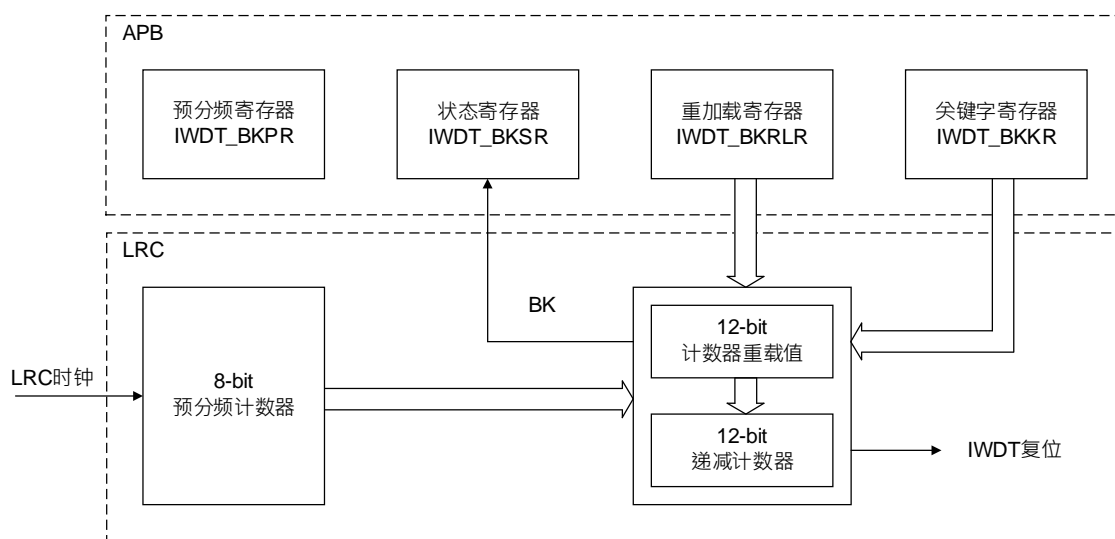 APB
预分频寄存器
IWDT_BKPR
状态寄存器
IWDT_BKSR
重加载寄存器
IWDT_BKRLR
关键字寄存器
IWDT_BKKR
LRC
BK
LRC时钟
8-bit
预分频计数器
12-bit
计数器重载值
12-bit
递减计数器
IWDT复位